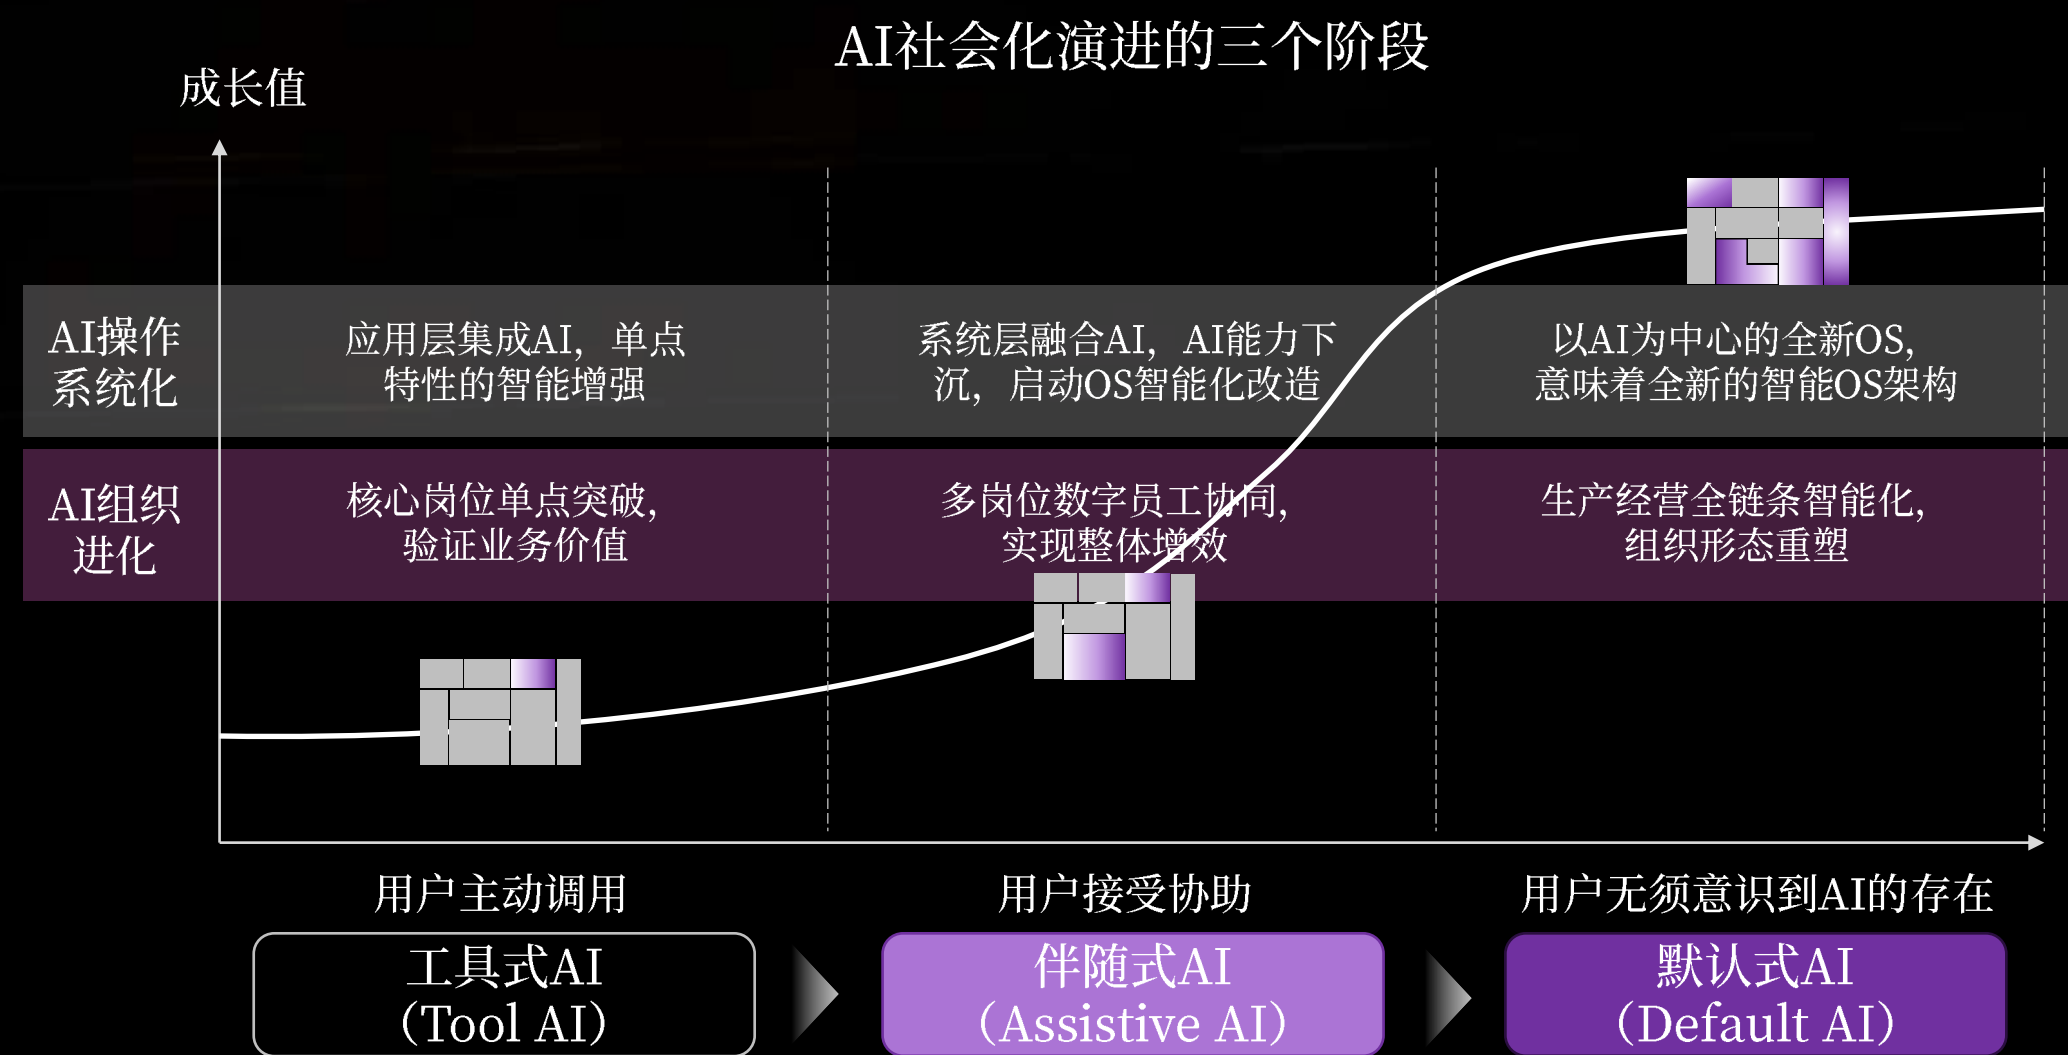 AI社会化演进的三个阶段
成长值
AI操作
系统化
应用层集成AI，单点
特性的智能增强
系统层融合AI，AI能力下
沉，启动OS智能化改造
以AI为中心的全新OS，
意味着全新的智能OS架构
AI组织
进化
核心岗位单点突破，
验证业务价值
多岗位数字员工协同，
实现整体增效
生产经营全链条智能化，
组织形态重塑
用户主动调用
用户接受协助
用户无须意识到AI的存在
工具式AI
（Tool AI）
伴随式AI
（Assistive AI）
默认式AI
（Default AI）